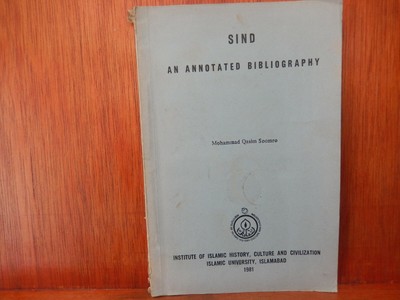 SIND
AN ANNOTATED BIBLIOGRAPHY
Muhammad Qasim Soomro
INSTITUTE OF ISLAMIC HISTORY, CULTURE AND CIVILIZATION
ISLAMIC UNIVERSITY, ISLAMABAD
1981